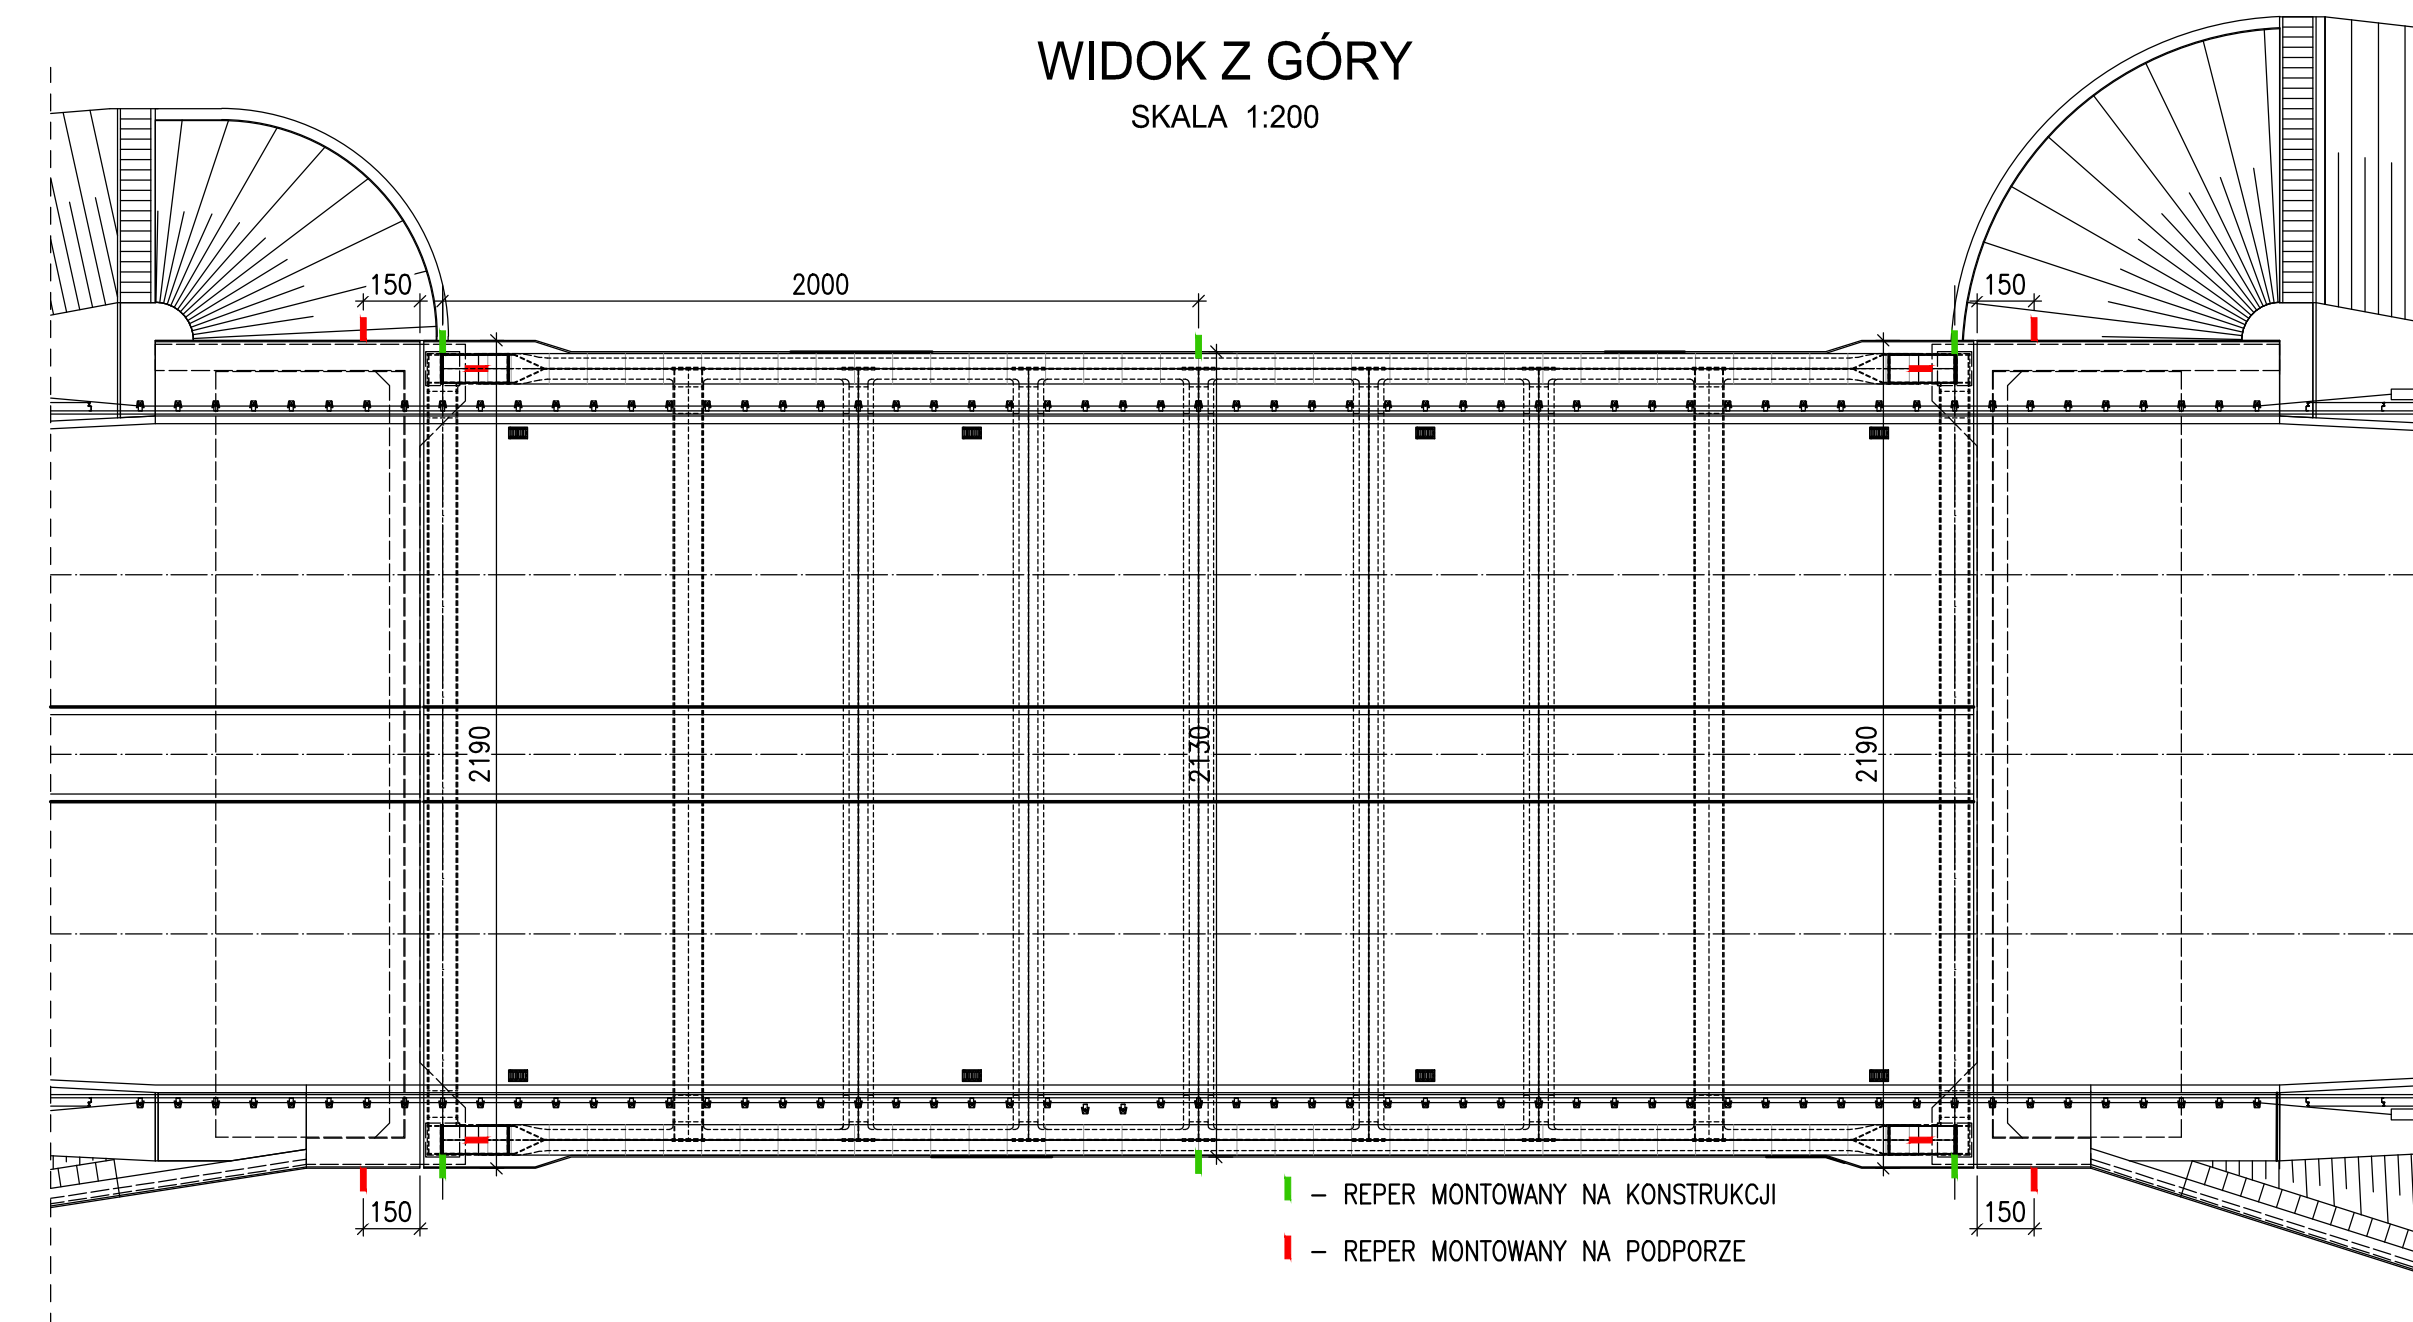 WIDOK Z GÓRY
SKALA 1:200
150
2000
150
2190
2130
2190
150
150
– REPER MONTOWANY NA KONSTRUKCJI
– REPER MONTOWANY NA PODPORZE